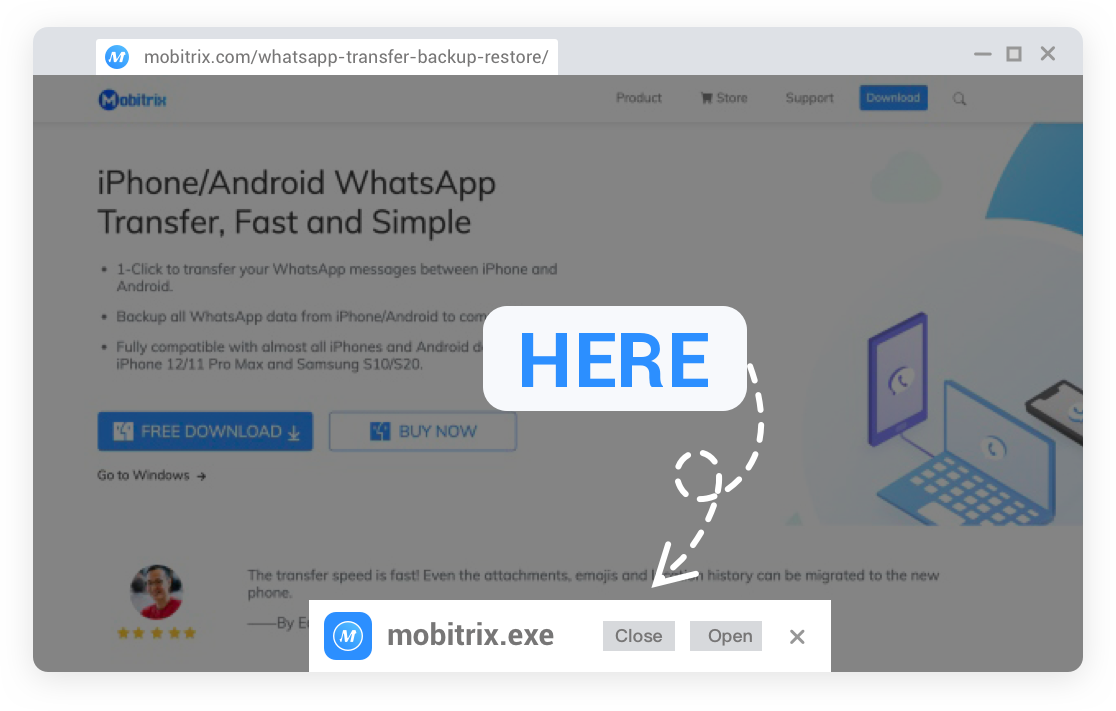 mobitrix.com/whatsapp-transfer-backup-restore/
Mobitrix
Product
Store
Support
Download
iPhone/Android WhatsApp
Transfer, Fast and Simple
• 1-Click to transfer your WhatsApp messages between iPhone and
Android.
• Backup all WhatsApp data from iPhone/Android to com
• Fully compatible with almost all iPhones and Android d
iPhone 12/11 Pro Max and Samsung S10/S20.
HERE
FREE DOWNLOAD
BUY NOW
Go to Windows →
The transfer speed is fast! Even the attachments, emojis and history can be migrated to the new
phone.
——By E
mobitrix.exe
Close
Open